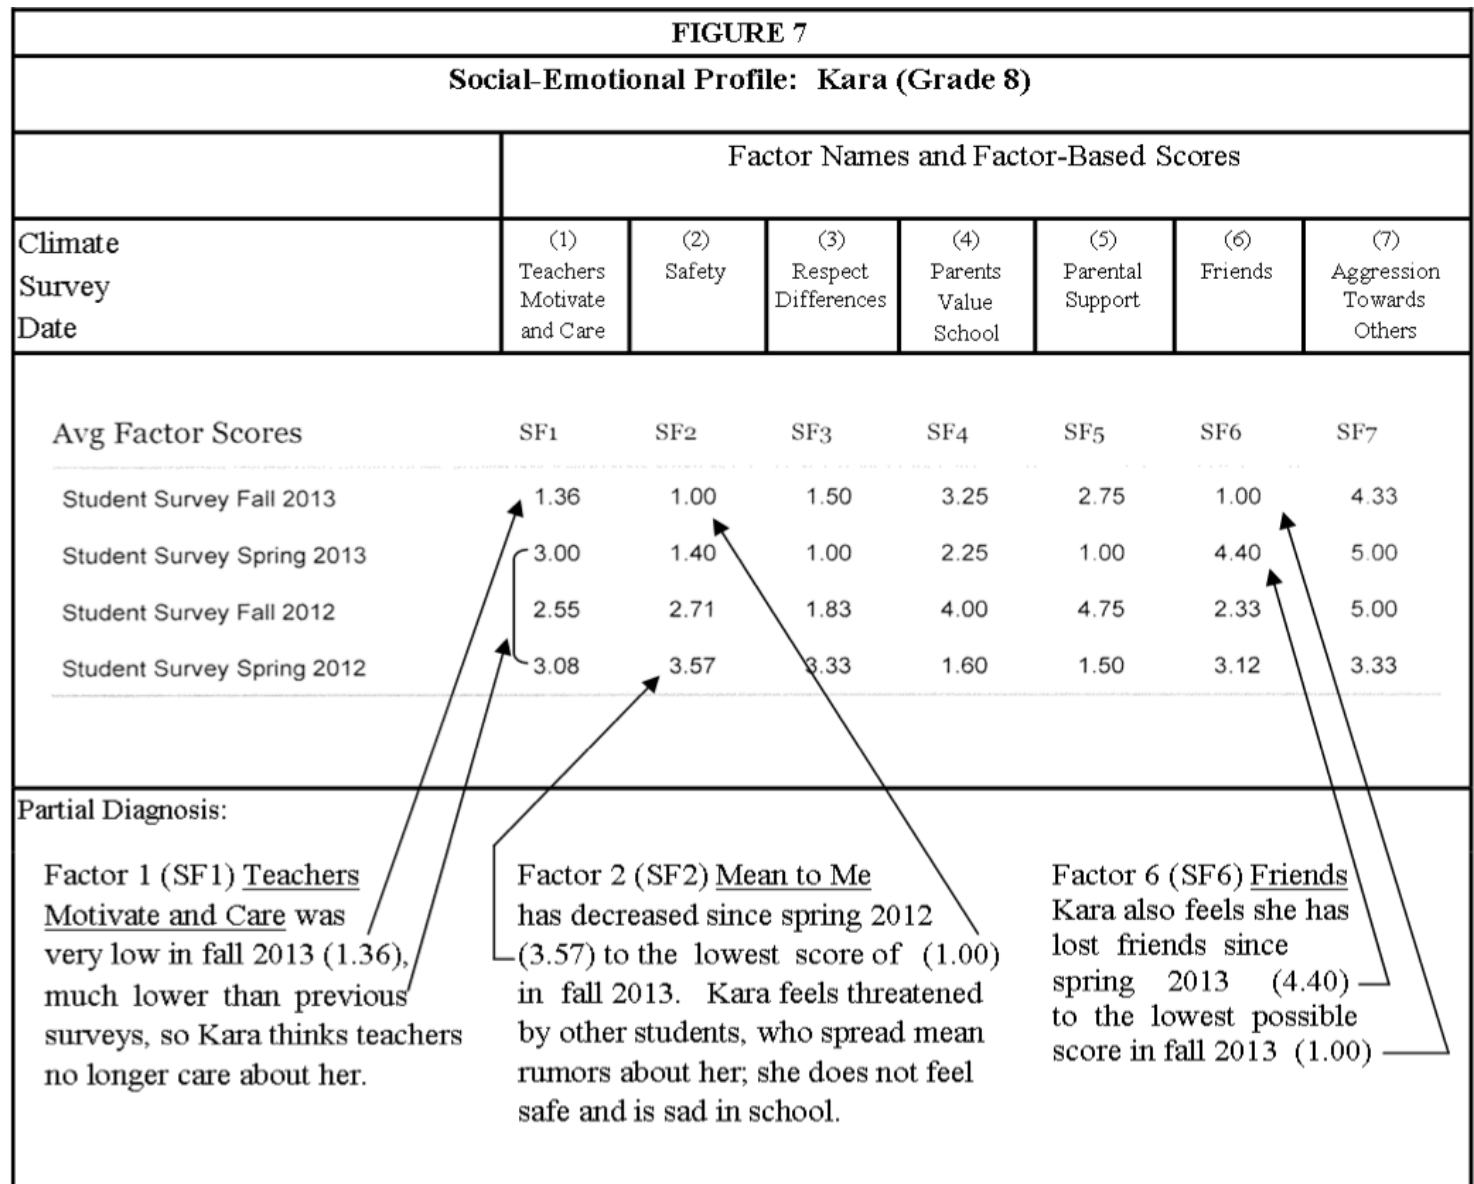 FIGURE 7
Social-Emotional Profile: Kara (Grade 8)
Factor Names and Factor-Based Scores
Climate
Survey
Date
(1)
Teachers
Motivate
and Care
(2)
Safety
(3)
Respect
Differences
(4)
Parents
Value
School
(5)
Parental
Support
(6)
Friends
(7)
Aggression
Towards
Others
Avg Factor Scores SF1 SF2 SF3 SF4 SF5 SF6 SF7
Student Survey Fall 2013 1.36 1.00 1.50 3.25 2.75 1.00 4.33
Student Survey Spring 2013 3.00 1.40 1.00 2.25 1.00 4.40 5.00
Student Survey Fall 2012 2.55 2.71 1.83 4.00 4.75 2.33 5.00
Student Survey Spring 2012 3.08 3.57 3.33 1.60 1.50 3.12 3.33
Partial Diagnosis:
Factor 1 (SF1) Teachers
Motivate and Care was
very low in fall 2013 (1.36),
much lower than previous
surveys, so Kara thinks teachers
no longer care about her.
Factor 2 (SF2) Mean to Me
has decreased since spring 2012
(3.57) to the lowest score of (1.00)
in fall 2013. Kara feels threatened
by other students, who spread mean
rumors about her; she does not feel
safe and is sad in school.
Factor 6 (SF6) Friends
Kara also feels she has
lost friends since
spring 2013 (4.40)
to the lowest possible
score in fall 2013 (1.00)